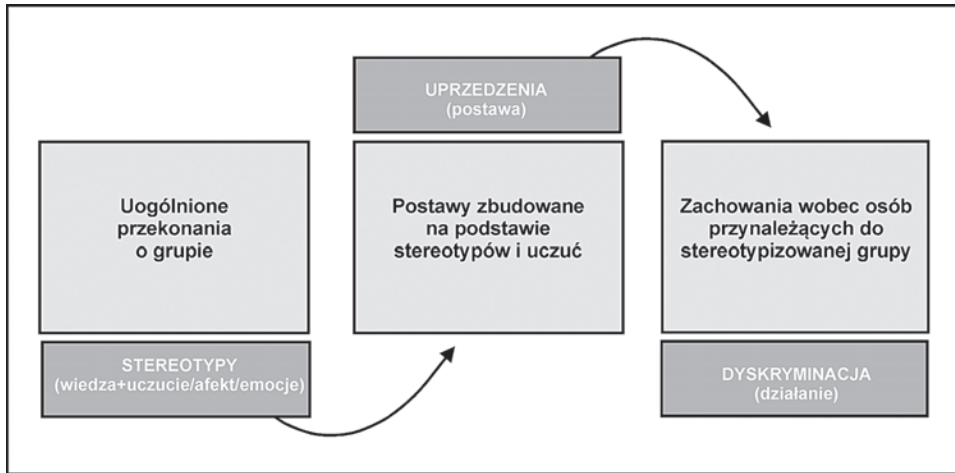 Uogólnione
przekonania
o grupie
STEREOTYPY
(wiedza+uczucie/afekt/emocje)
UPRZEDZENIA
(postawa)
Postawy zbudowane
na podstawie
stereotypów i uczuć
Zachowania wobec osób
przynależących do
stereotypizowanej grupy
DYSKRYMINACJA
(działanie)